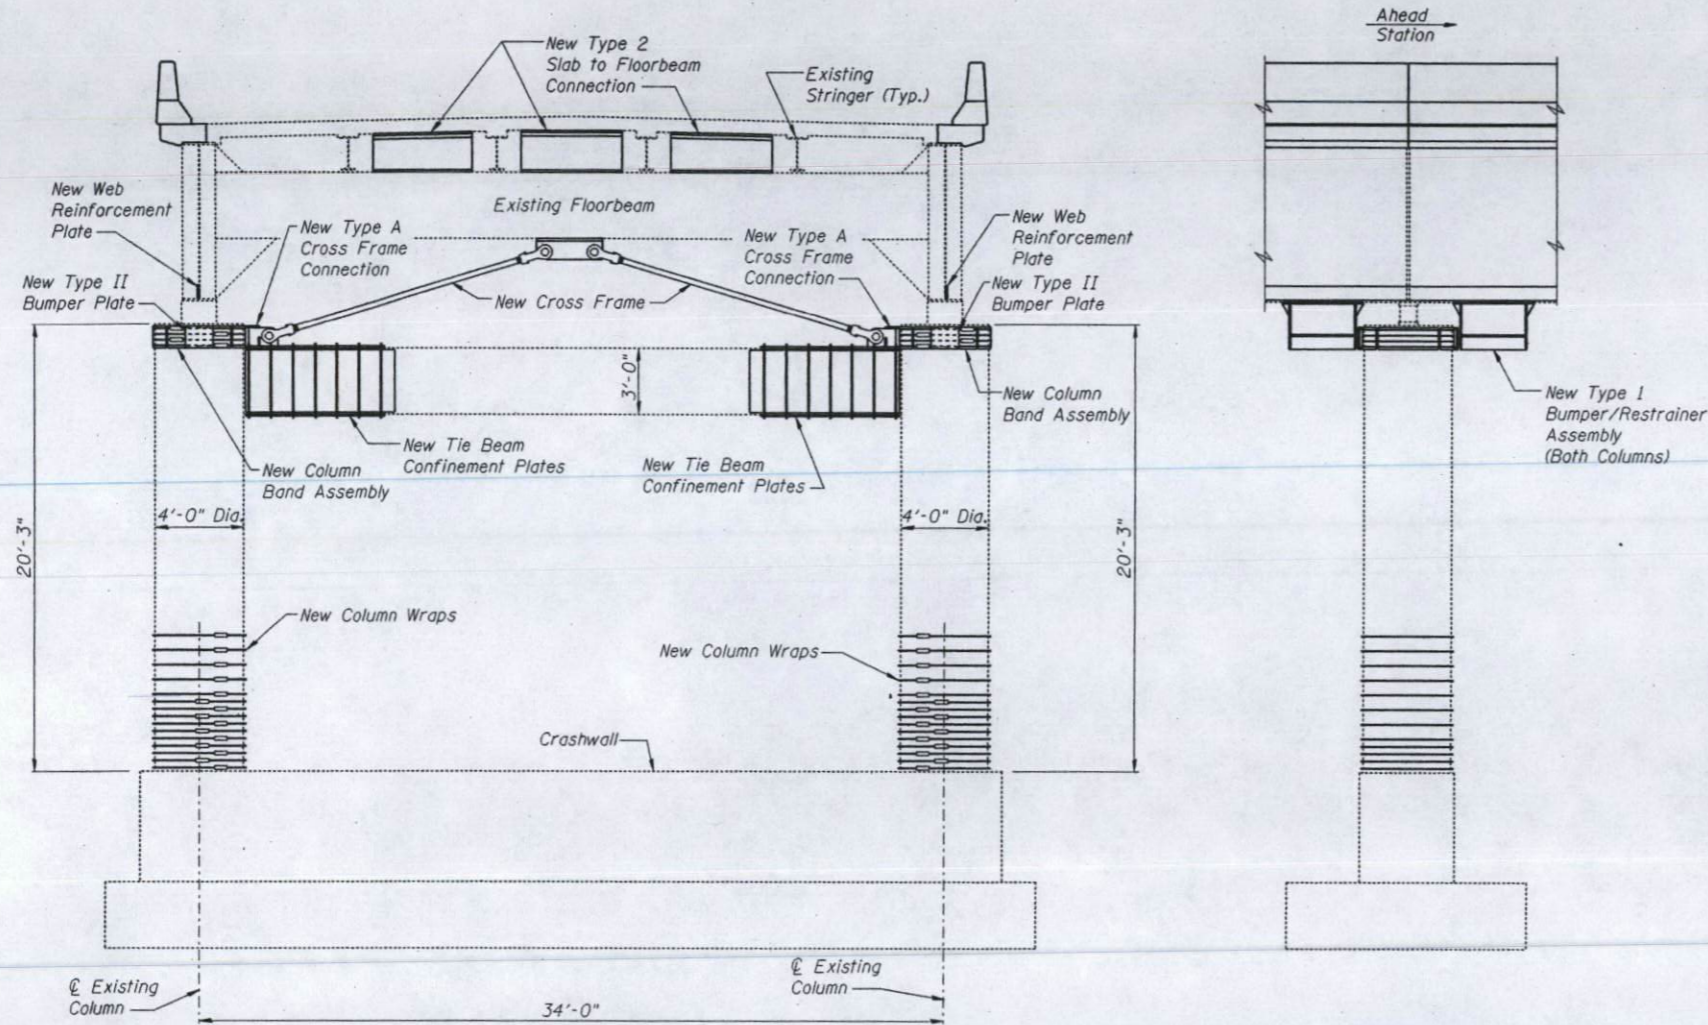 Ahead
Station
New Type 2
Slab to Floorbeam
Connection
Existing
Stringer (Typ.)
New Web
Reinforcement
Plate
Existing Floorbeam
New Type A
Cross Frame
Connection
New Type A
Cross Frame
Connection
New Web
Reinforcement
Plate
New Type II
Bumper Plate
New Cross Frame
New Type II
Bumper Plate
3'-0"
New Column
Band Assembly
New Type 1
Bumper/Restrainer
Assembly
(Both Columns)
New Tie Beam
Confinement Plates
New Column
Band Assembly
New Tie Beam
Confinement Plates
4'-0" Dia.
4'-0" Dia.
20'-3"
20'-3"
New Column Wraps
New Column Wraps
Crashwall
℄ Existing
Column
℄ Existing
Column
34'-0"